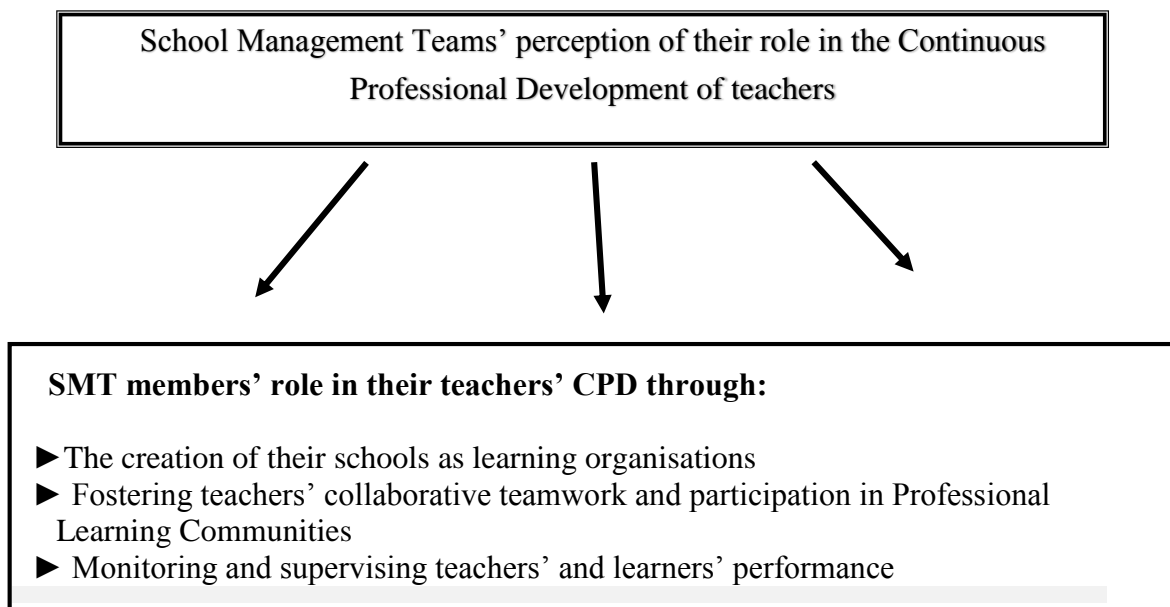 School Management Teams’ perception of their role in the Continuous
Professional Development of teachers
SMT members’ role in their teachers’ CPD through:
►The creation of their schools as learning organisations
► Fostering teachers’ collaborative teamwork and participation in Professional
Learning Communities
► Monitoring and supervising teachers’ and learners’ performance